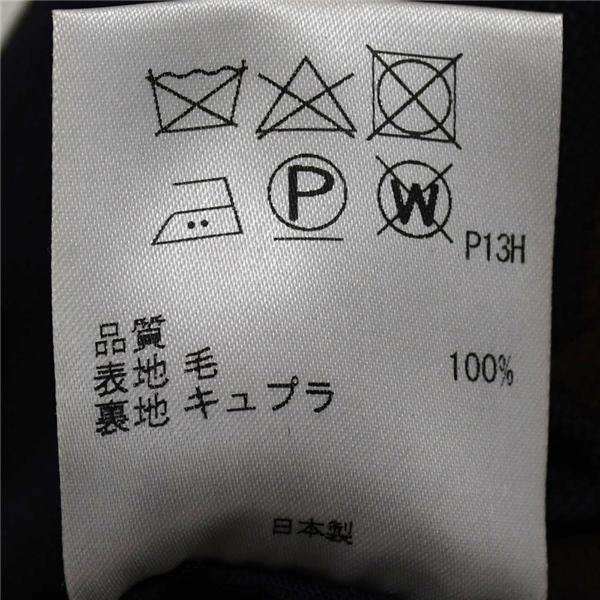 P W
P13H
品質
表地 毛 100%
裏地 キュプラ
日本製